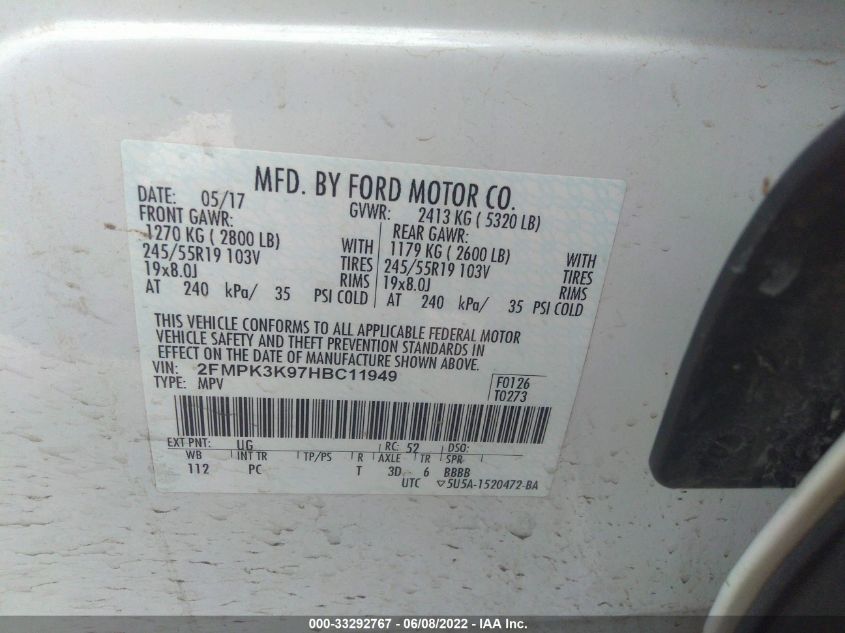 MFD. BY FORD MOTOR CO.
DATE: 05/17 GVWR: 2413 KG ( 5320 LB)
FRONT GAWR: REAR GAWR:
1270 KG ( 2800 LB) WITH 1179 KG ( 2600 LB) WITH
245/55R19 103V TIRES 245/55R19 103V TIRES
19x8.0J RIMS 19x8.0J RIMS
AT 240 kPa/ 35 PSI COLD AT 240 kPa/ 35 PSI COLD
THIS VEHICLE CONFORMS TO ALL APPLICABLE FEDERAL MOTOR
VEHICLE SAFETY AND THEFT PREVENTION STANDARDS IN
EFFECT ON THE DATE OF MANUFACTURE SHOWN ABOVE.
VIN: 2FMPK3K97HBC11949
TYPE: MPV
F0126
T0273
EXT PNT: UG RC: 52 DSO:
WB INT TR TP/PS R AXLE TR SPR
112 PC T 3D 6 BBBB
UTC ▽5U5A-1520472-BA
000-33292767 - 06/08/2022 - IAA Inc.